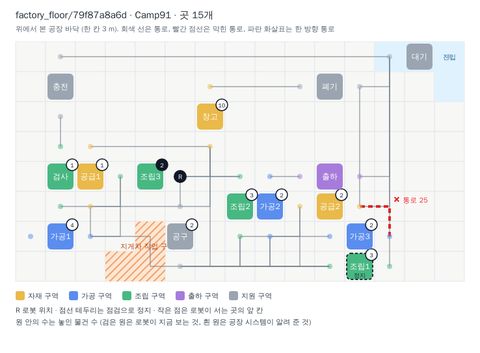 factory_floor/79f87a8a6d · Camp91 · 곳 15개
위에서 본 공장 바닥 (한 칸 3 m). 회색 선은 통로, 빨간 점선은 막힌 통로, 파란 화살표는 한 방향 통로
대기
진입
충전
폐기
창고
10
검사
1
공급1
1
조립3
2
R
출하
조립2
3
가공2
2
공급2
2
통로 25
가공1
4
지게차 작업 구
공구
2
가공3
2
조립1
3
정지
자재 구역
가공 구역
조립 구역
출하 구역
지원 구역
R 로봇 위치 · 점선 테두리는 점검으로 정지 · 작은 점은 로봇이 서는 곳의 앞 칸
원 안의 수는 놓인 물건 수 (검은 원은 로봇이 지금 보는 것, 흰 원은 공장 시스템이 알려 준 것)